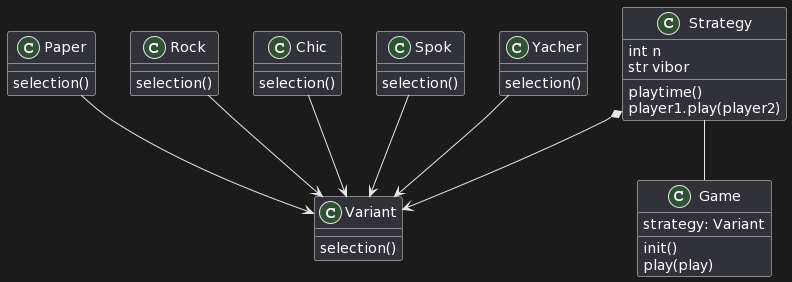 C Paper
selection()
C Rock
selection()
C Chic
selection()
C Spok
selection()
C Yacher
selection()
C Strategy
int n
str vibor
playtime()
player1.play(player2)
C Variant
selection()
C Game
strategy: Variant
init()
play(play)